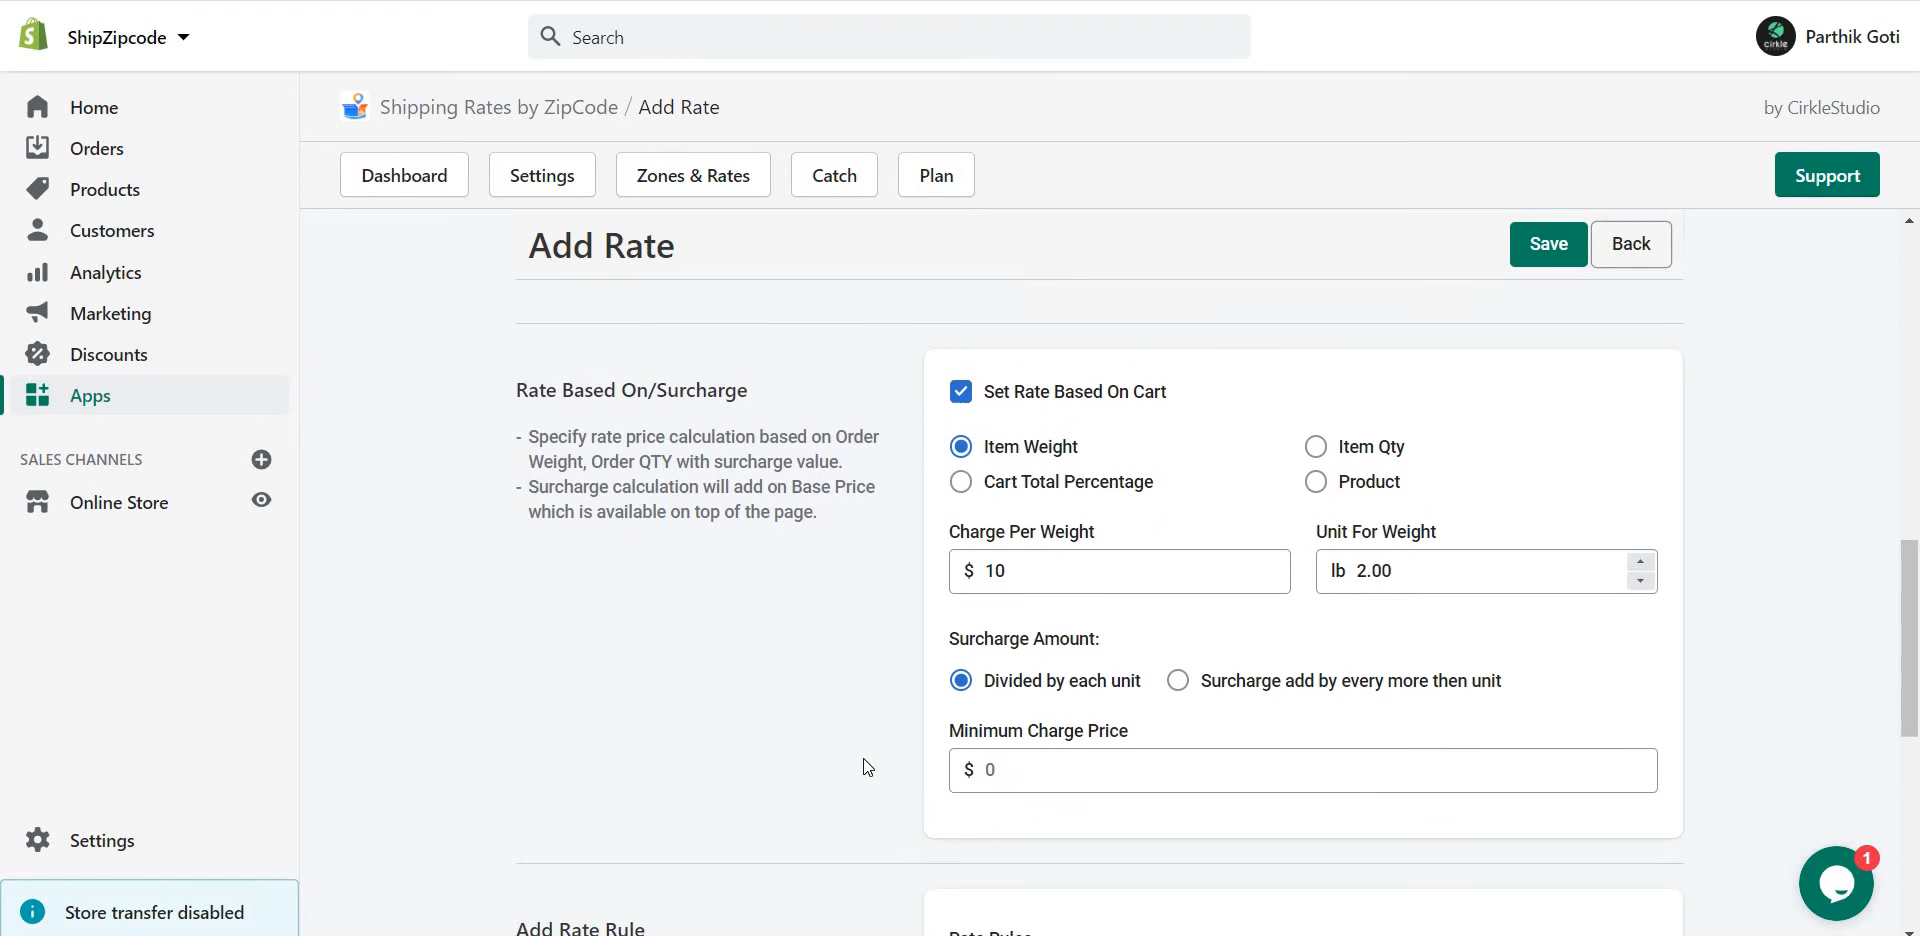 ShipZipcode
Search
Parthik Goti
Home
Orders
Products
Customers
Analytics
Marketing
Discounts
Apps
SALES CHANNELS
Online Store
Settings
Store transfer disabled
Shipping Rates by ZipCode / Add Rate
by CirkleStudio
Dashboard
Settings
Zones & Rates
Catch
Plan
Support
Add Rate
Save
Back
Rate Based On/Surcharge
- Specify rate price calculation based on Order
Weight, Order QTY with surcharge value.
- Surcharge calculation will add on Base Price
which is available on top of the page.
Set Rate Based On Cart
Item Weight
Item Qty
Cart Total Percentage
Product
Charge Per Weight
Unit For Weight
$ 10
lb 2.00
Surcharge Amount:
Divided by each unit
Surcharge add by every more then unit
Minimum Charge Price
$ 0
Add Rate Rule
Rate Rules
1
cirkle